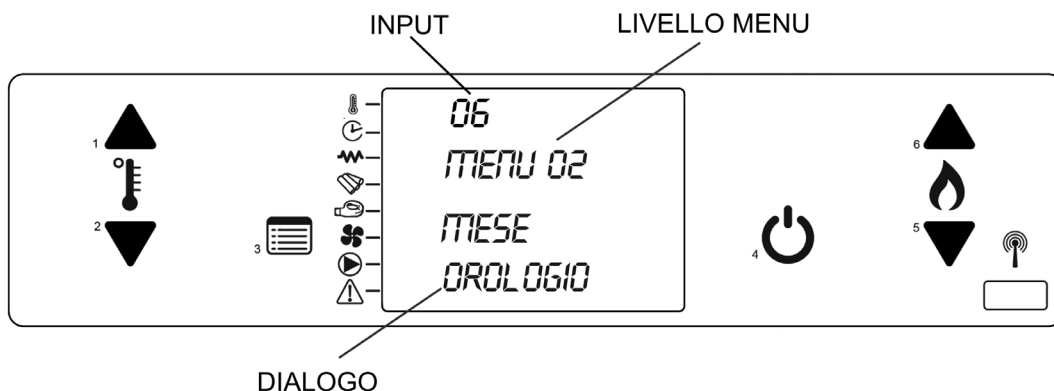 INPUT
LIVELLO MENU
06
MENU 02
MESE
OROLOGIO
1
2
3
4
6
5
DIALOGO